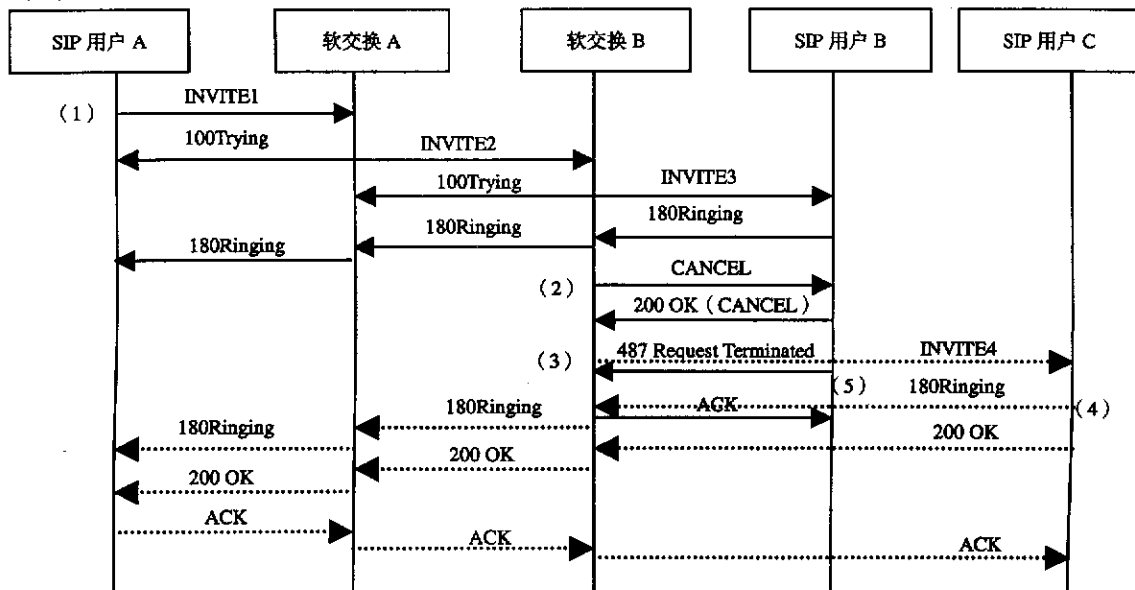 SIP 用户 A 软交换 A 软交换 B SIP 用户 B SIP 用户 C
(1) INVITE1
100Trying INVITE2
100Trying INVITE3
180Ringing
180Ringing
180Ringing
CANCEL
(2)
200 OK (CANCEL)
(3) 487 Request Terminated INVITE4
(5) 180Ringing
180Ringing ACK (4)
180Ringing 200 OK
200 OK
200 OK
ACK
ACK ACK